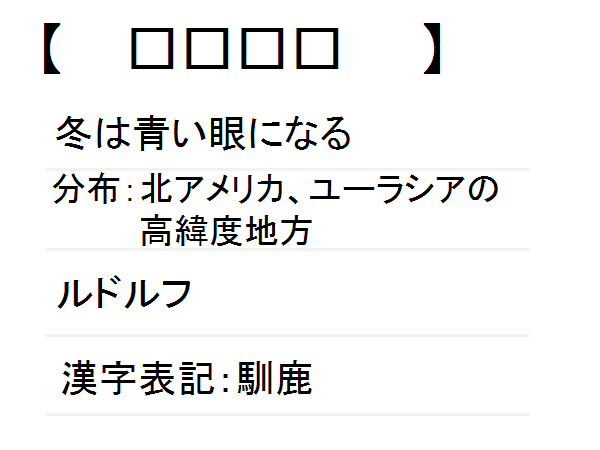 【 □□□□ 】
冬は青い眼になる
分布:北アメリカ、ユーラシアの
高緯度地方
ルドルフ
漢字表記:馴鹿